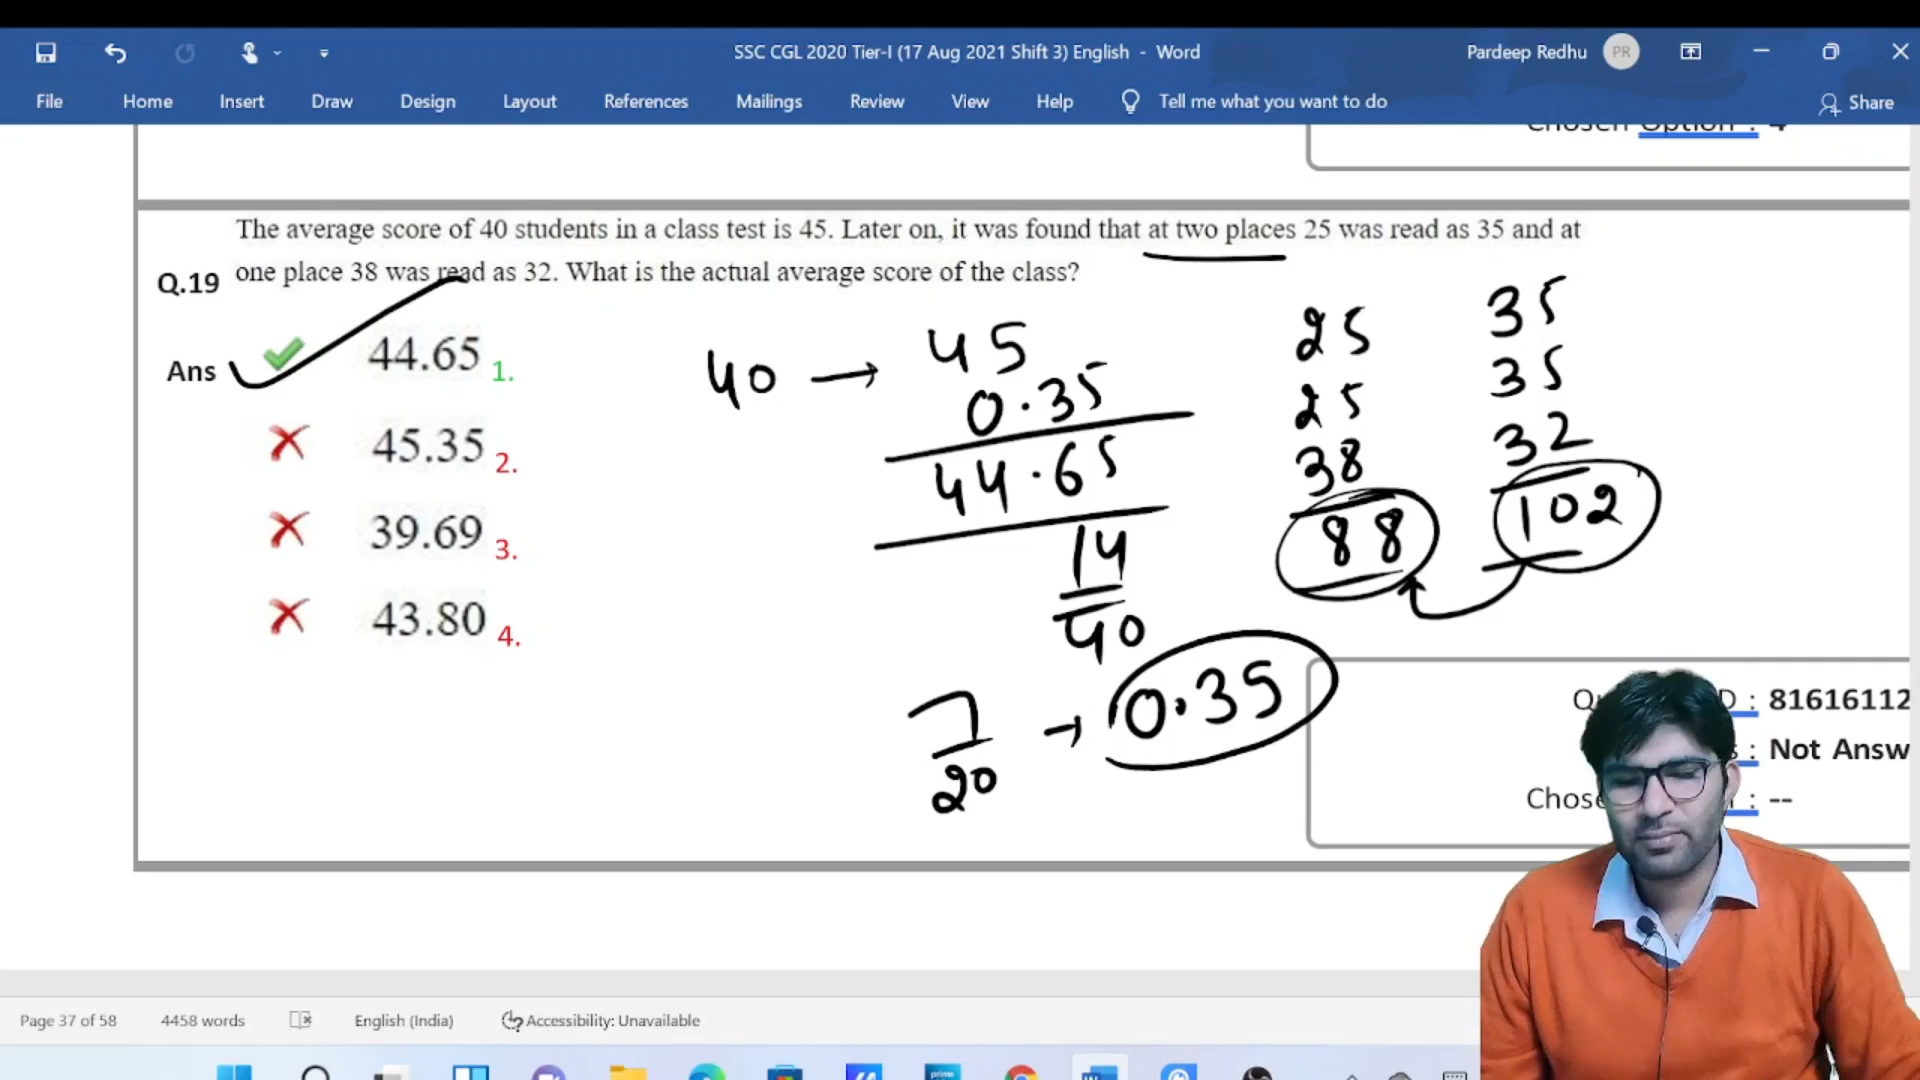 SSC CGL 2020 Tier-I (17 Aug 2021 Shift 3) English - Word
Pardeep Redhu PR
File Home Insert Draw Design Layout References Mailings Review View Help Tell me what you want to do Share
Chosen Option : 4
The average score of 40 students in a class test is 45. Later on, it was found that at two places 25 was read as 35 and at
Q.19 one place 38 was read as 32. What is the actual average score of the class?
Ans
44.65 1.
45.35 2.
39.69 3.
43.80 4.
40 → 45
0.35
44.65
14
40
7
20
→ 0.35
25
25
38
88
35
35
32
102
D : 81616112
s : Not Answ
Chose : --
Page 37 of 58 4458 words English (India) Accessibility: Unavailable
prime